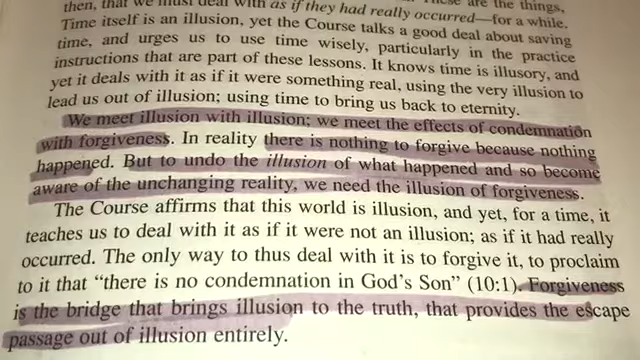 then, that we must deal with as if they had really occurred—for a while.
Time itself is an illusion, yet the Course talks a good deal about saving
time, and urges us to use time wisely, particularly in the practice
instructions that are part of these lessons. It knows time is illusory, and
yet it deals with it as if it were something real, using the very illusion to
lead us out of illusion; using time to bring us back to eternity.
We meet illusion with illusion; we meet the effects of condemnation
with forgiveness. In reality there is nothing to forgive because nothing
happened. But to undo the illusion of what happened and so become
aware of the unchanging reality, we need the illusion of forgiveness.
The Course affirms that this world is illusion, and yet, for a time, it
teaches us to deal with it as if it were not an illusion; as if it had really
occurred. The only way to thus deal with it is to forgive it, to proclaim
to it that “there is no condemnation in God’s Son” (10:1). Forgiveness
is the bridge that brings illusion to the truth, that provides the escape
passage out of illusion entirely.